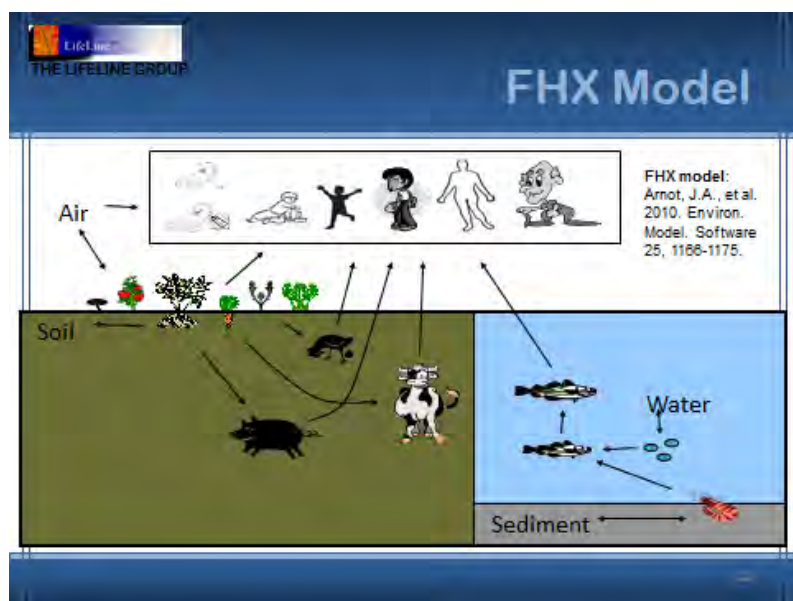 LifeLine
THE LIFELINE GROUP
FHX Model
FHX model:
Arnot, J.A., et al.
2010. Environ.
Model. Software
25, 1166-1175.
Air
Soil
Water
Sediment